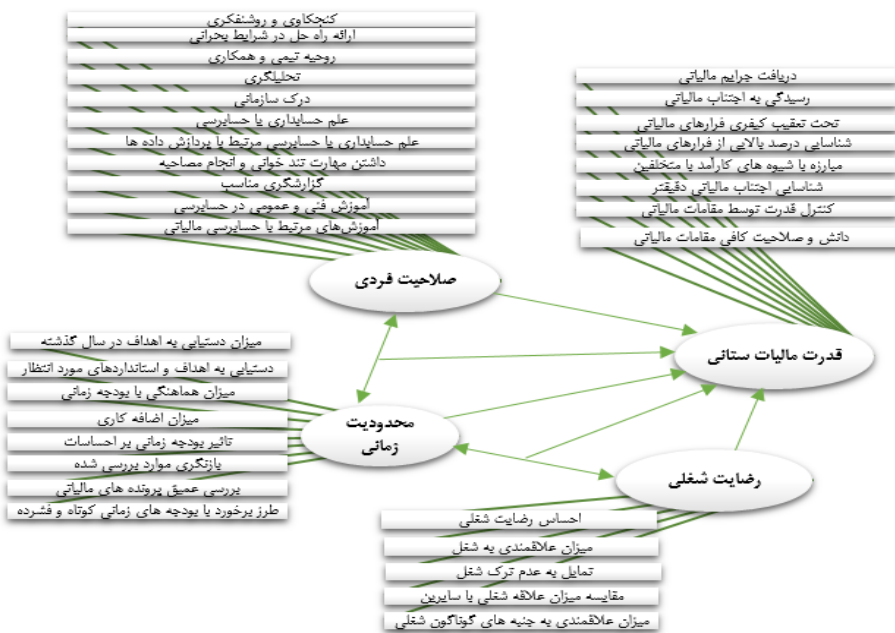 کنجکاوی و روشنفکری
ارائه راه حل در شرایط بحرانی
روحیه تیمی و همکاری
تحلیلگری
درک سازمانی
علم حسابداری یا حسابرسی
علم حسابداری یا حسابرسی مرتبط با پردازش داده ها
داشتن مهارت تند خوانی و انجام مصاحبه
گزارشگری مناسب
آموزش فنی و عمومی در حسابرسی
آموزش‌های مرتبط با حسابرسی مالیاتی
صلاحیت فردی
دریافت جرایم مالیاتی
رسیدگی به اجتناب مالیاتی
تحت تعقیب کیفری فرارهای مالیاتی
شناسایی درصد بالایی از فرارهای مالیاتی
مبارزه با شیوه های کارآمد با متخلفین
شناسایی اجتناب مالیاتی دقیقتر
کنترل قدرت توسط مقامات مالیاتی
دانش و صلاحیت کافی مقامات مالیاتی
قدرت مالیات ستانی
میزان دستیابی به اهداف در سال گذشته
دستیابی به اهداف و استانداردهای مورد انتظار
میزان هماهنگی با بودجه زمانی
میزان اضافه کاری
تاثیر بودجه زمانی بر احساسات
بازنگری موارد بررسی شده
بررسی عمیق پرونده های مالیاتی
طرز برخورد با بودجه های زمانی کوتاه و فشرده
محدودیت
زمانی
رضایت شغلی
احساس رضایت شغلی
میزان علاقمندی به شغل
تمایل به عدم ترک شغل
مقایسه میزان علاقه شغلی با سایرین
میزان علاقمندی به جنبه های گوناگون شغلی